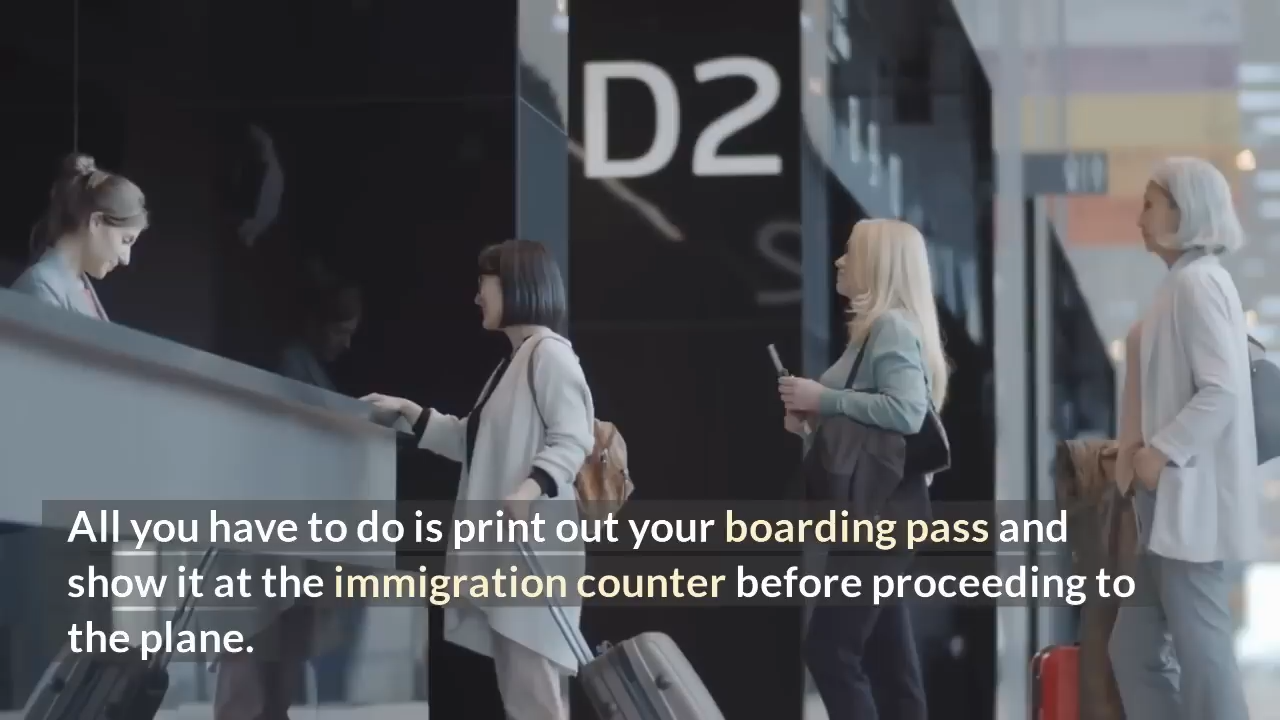 D2
All you have to do is print out your boarding pass and
show it at the immigration counter before proceeding to
the plane.